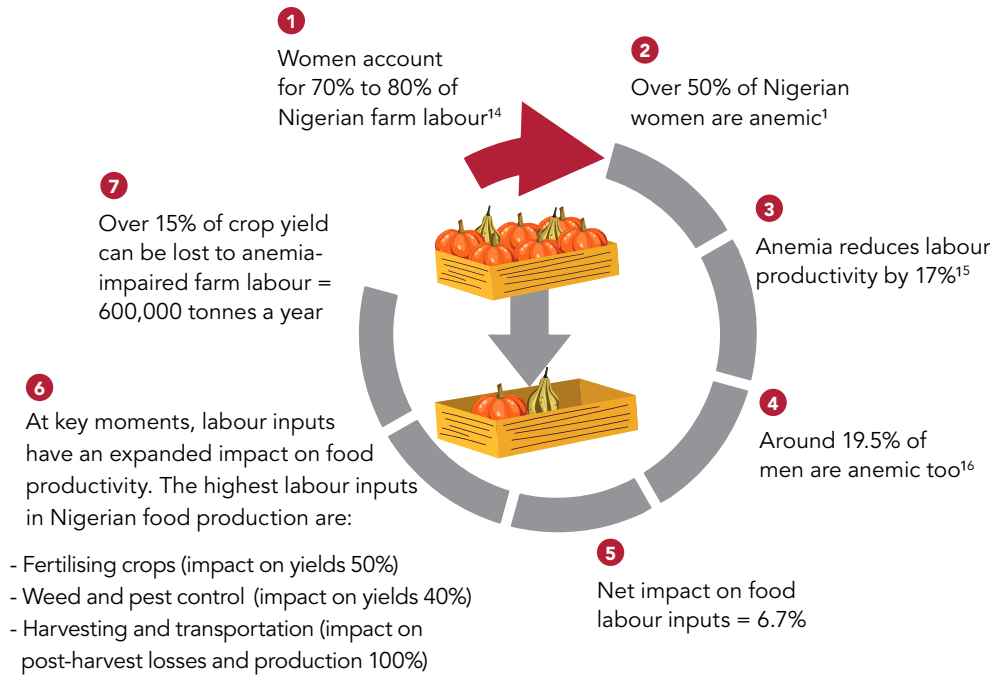 1
Women account
for 70% to 80% of
Nigerian farm labour¹⁴
2
Over 50% of Nigerian
women are anemic¹
3
Anemia reduces labour
productivity by 17%¹⁵
4
Around 19.5% of
men are anemic too¹⁶
5
Net impact on food
labour inputs = 6.7%
6
At key moments, labour inputs
have an expanded impact on food
productivity. The highest labour inputs
in Nigerian food production are:
- Fertilising crops (impact on yields 50%)
- Weed and pest control (impact on yields 40%)
- Harvesting and transportation (impact on
post-harvest losses and production 100%)
7
Over 15% of crop yield
can be lost to anemia-
impaired farm labour =
600,000 tonnes a year